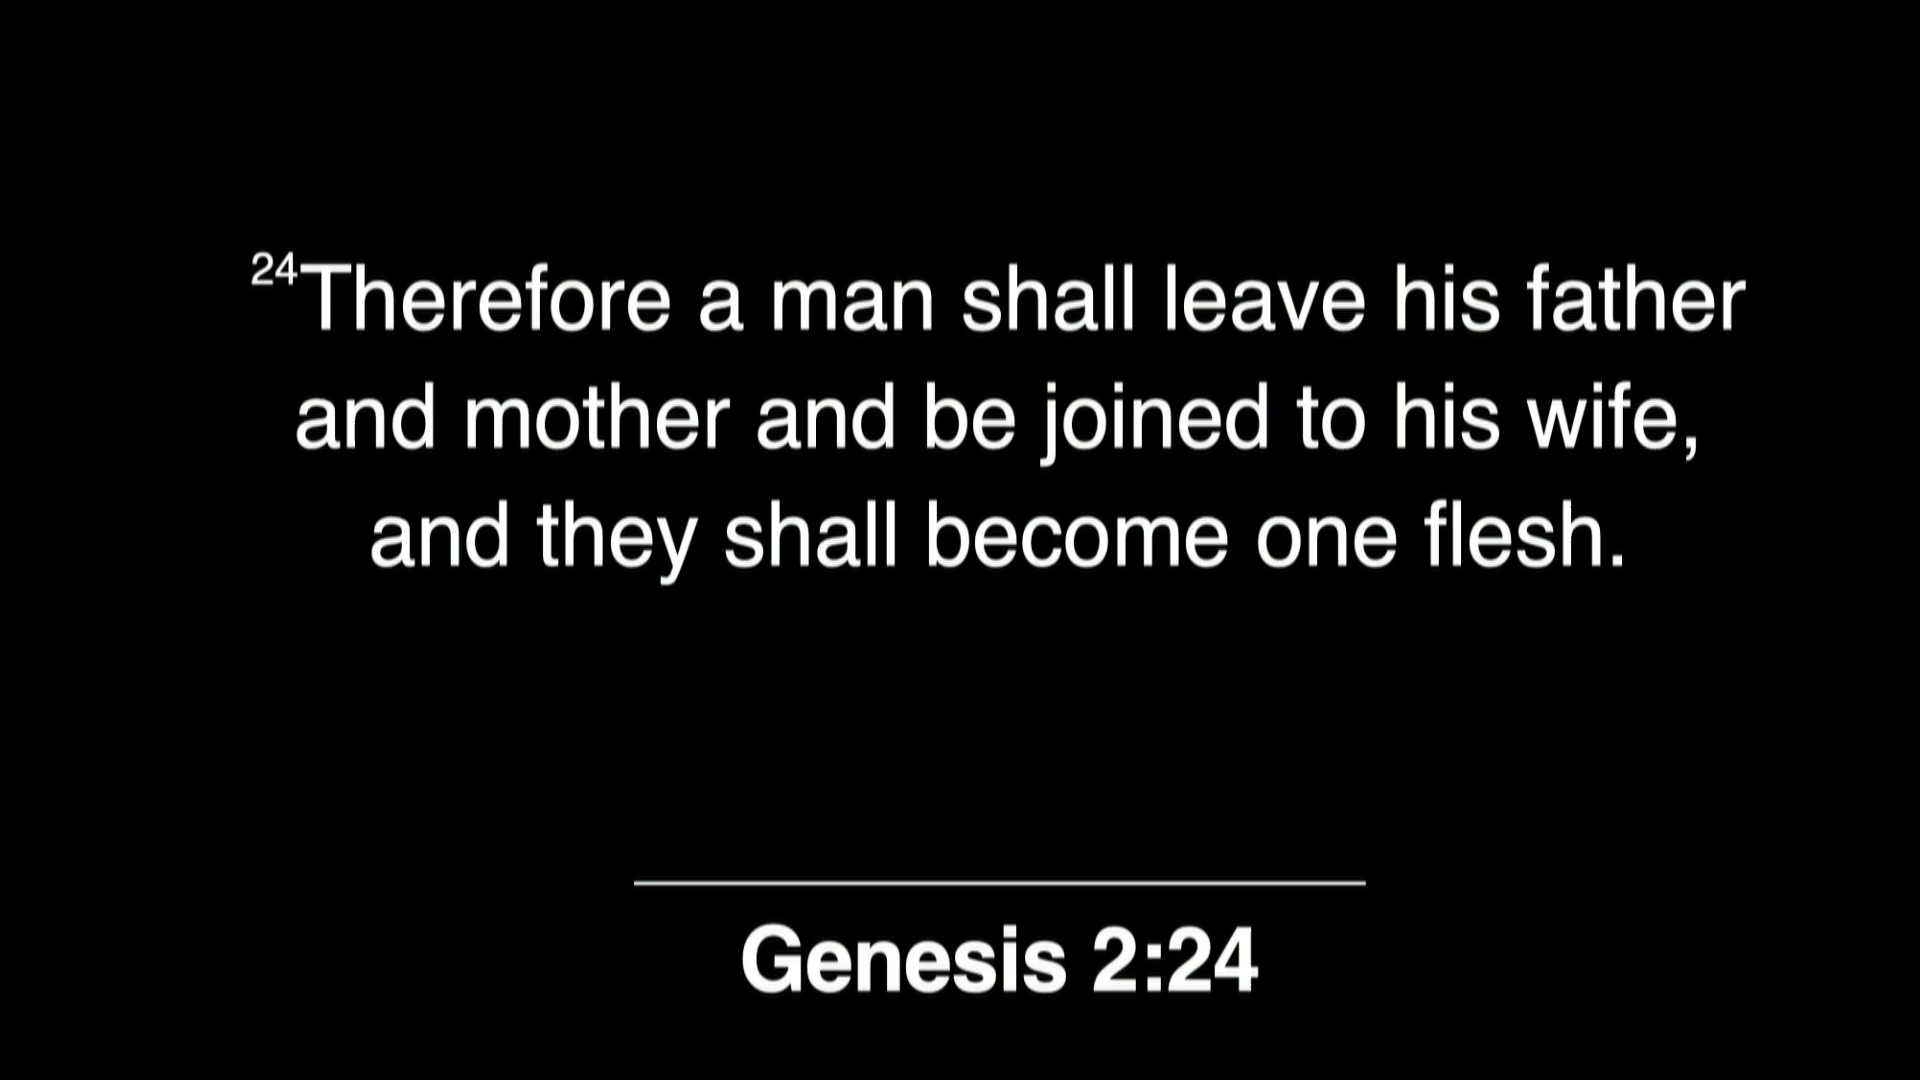 24Therefore a man shall leave his father
and mother and be joined to his wife,
and they shall become one flesh.
Genesis 2:24